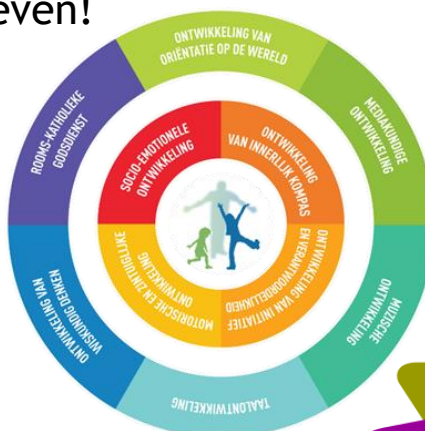 even!
ONTWIKKELING VAN
ORIËNTATIE OP DE WERELD
MEDIAKUNDIGE
ONTWIKKELING
MUZISCHE
ONTWIKKELING
TAALONTWIKKELING
ONTWIKKELING VAN
WISKUNDIG DENKEN
ROOMS-KATHOLIEKE
GODSDIENST
SOCIO-EMOTIONELE
ONTWIKKELING
ONTWIKKELING
VAN INNERLIJK KOMPAS
ONTWIKKELING VAN INITIATIEF
EN VERANTWOORDELIJKHEID
MOTORISCHE EN ZINTUIGLIJKE
ONTWIKKELING